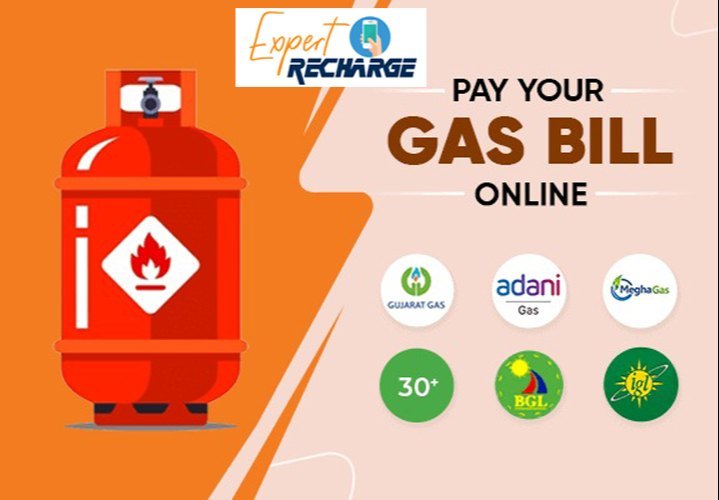 Expert
RECHARGE
PAY YOUR
GAS BILL
ONLINE
GUJARAT GAS
adani
Gas
MeghaGas
30+
BGL
igl